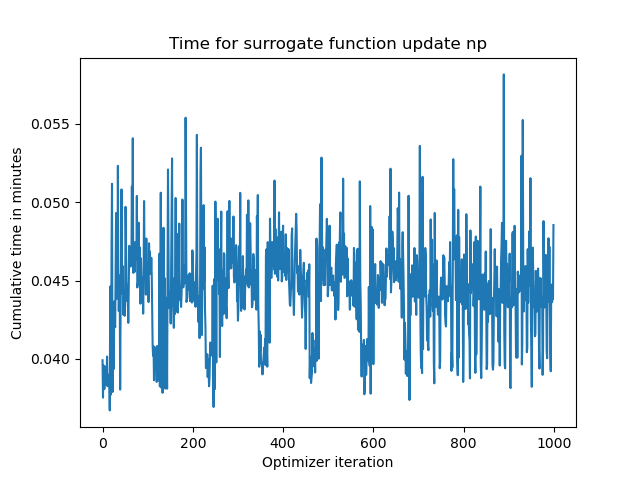 Time for surrogate function update np
Cumulative time in minutes
0.055
0.050
0.045
0.040
0 200 400 600 800 1000
Optimizer iteration